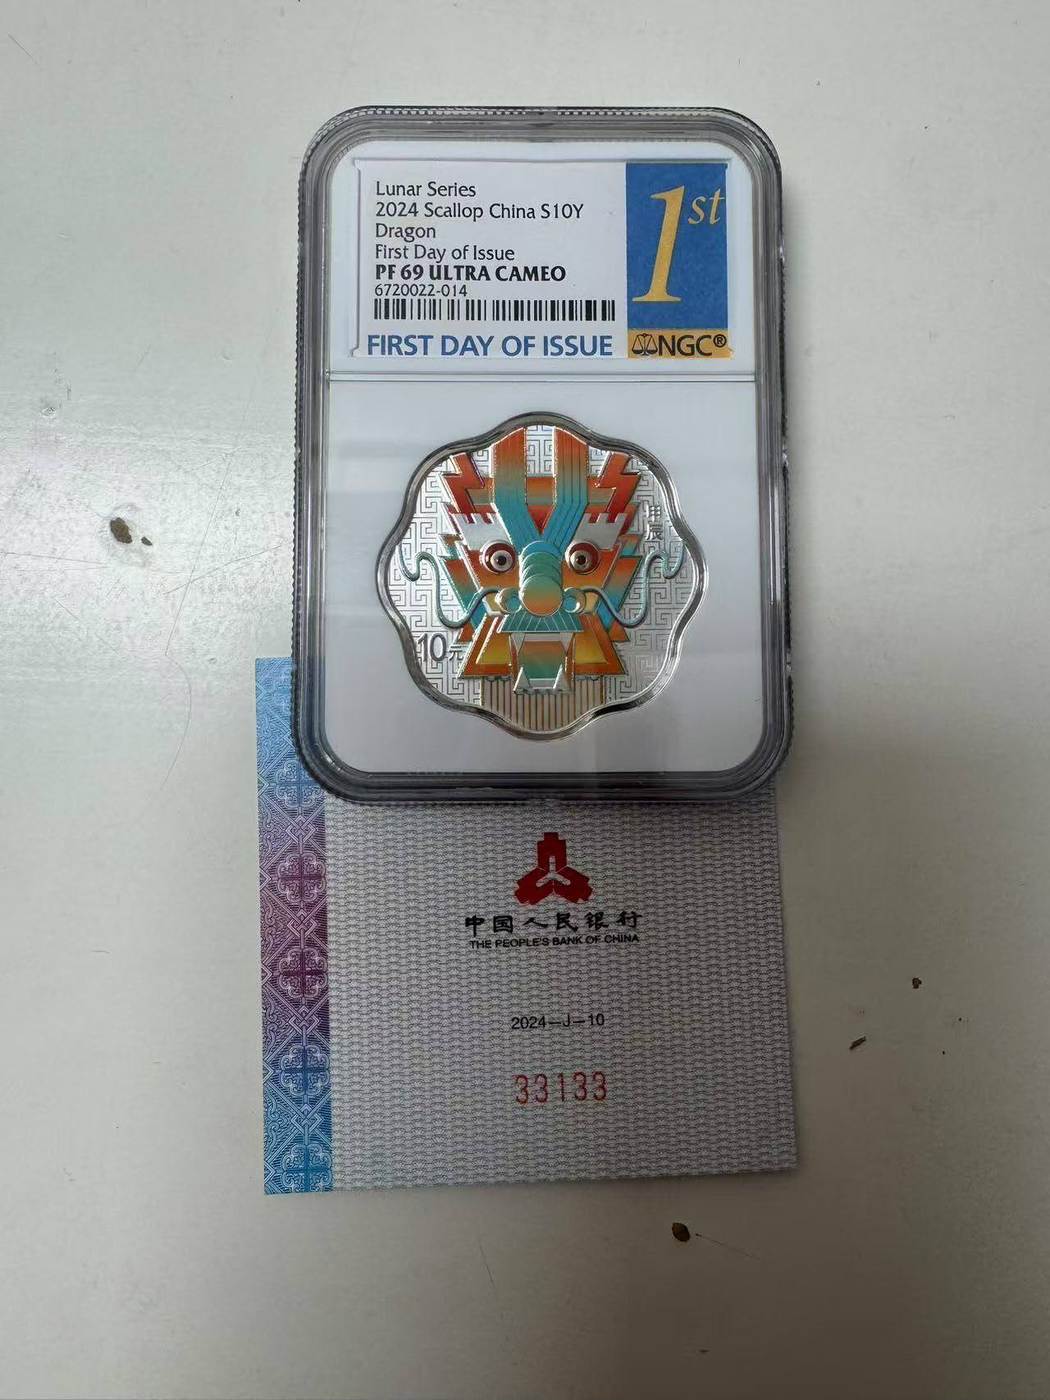 Lunar Series
2024 Scallop China S10Y
Dragon
First Day of Issue
PF 69 ULTRA CAMEO
6720022-014
FIRST DAY OF ISSUE
1st
NGC®
10元
中国人民银行
THE PEOPLE'S BANK OF CHINA
2024—J—10
33133